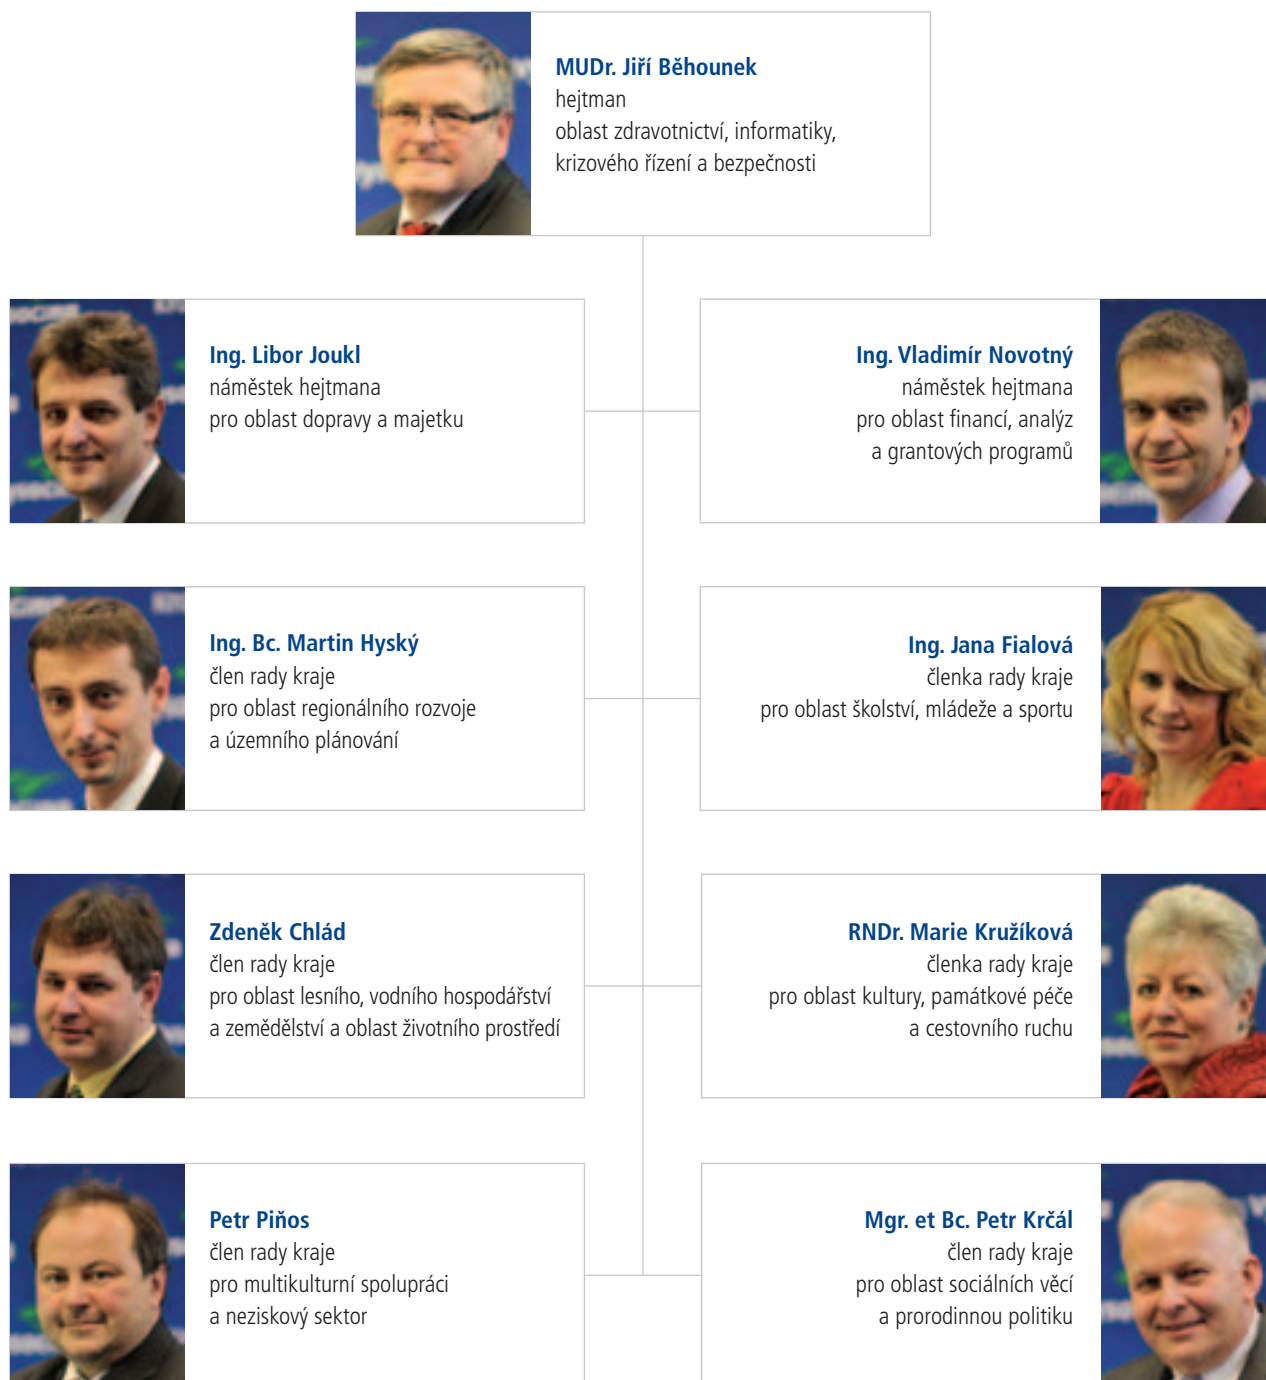 MUDr. Jiří Běhounek
hejtman
oblast zdravotnictví, informatiky,
krizového řízení a bezpečnosti
Ing. Libor Joukl
náměstek hejtmana
pro oblast dopravy a majetku
Ing. Vladimír Novotný
náměstek hejtmana
pro oblast financí, analýz
a grantových programů
Ing. Bc. Martin Hyský
člen rady kraje
pro oblast regionálního rozvoje
a územního plánování
Ing. Jana Fialová
členka rady kraje
pro oblast školství, mládeže a sportu
Zdeněk Chlád
člen rady kraje
pro oblast lesního, vodního hospodářství
a zemědělství a oblast životního prostředí
RNDr. Marie Kružíková
členka rady kraje
pro oblast kultury, památkové péče
a cestovního ruchu
Petr Piňos
člen rady kraje
pro multikulturní spolupráci
a neziskový sektor
Mgr. et Bc. Petr Krčál
člen rady kraje
pro oblast sociálních věcí
a prorodinnou politiku